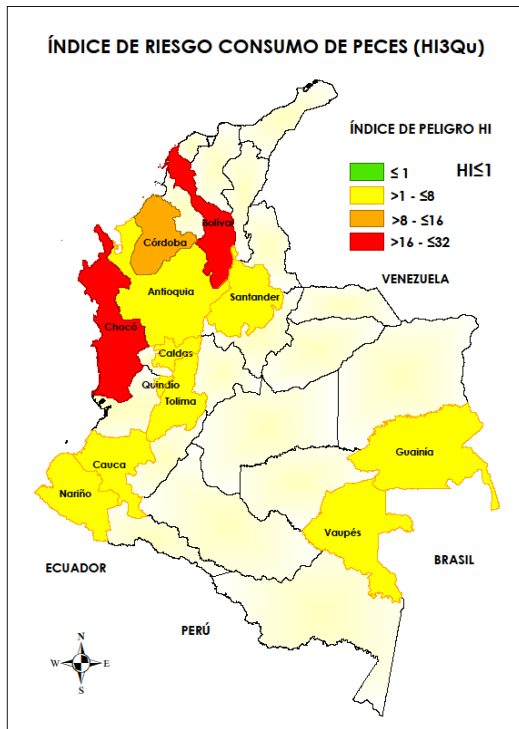 ÍNDICE DE RIESGO CONSUMO DE PECES (HI3Qu)
ÍNDICE DE PELIGRO HI
≤ 1
HI≤1
>1 - ≤8
>8 - ≤16
>16 - ≤32
Bolívar
Córdoba
VENEZUELA
Antioquia
Santander
Chocó
Caldas
Quindío
Tolima
Guainía
Cauca
Nariño
Vaupés
ECUADOR
BRASIL
PERÚ
N
W
E
S